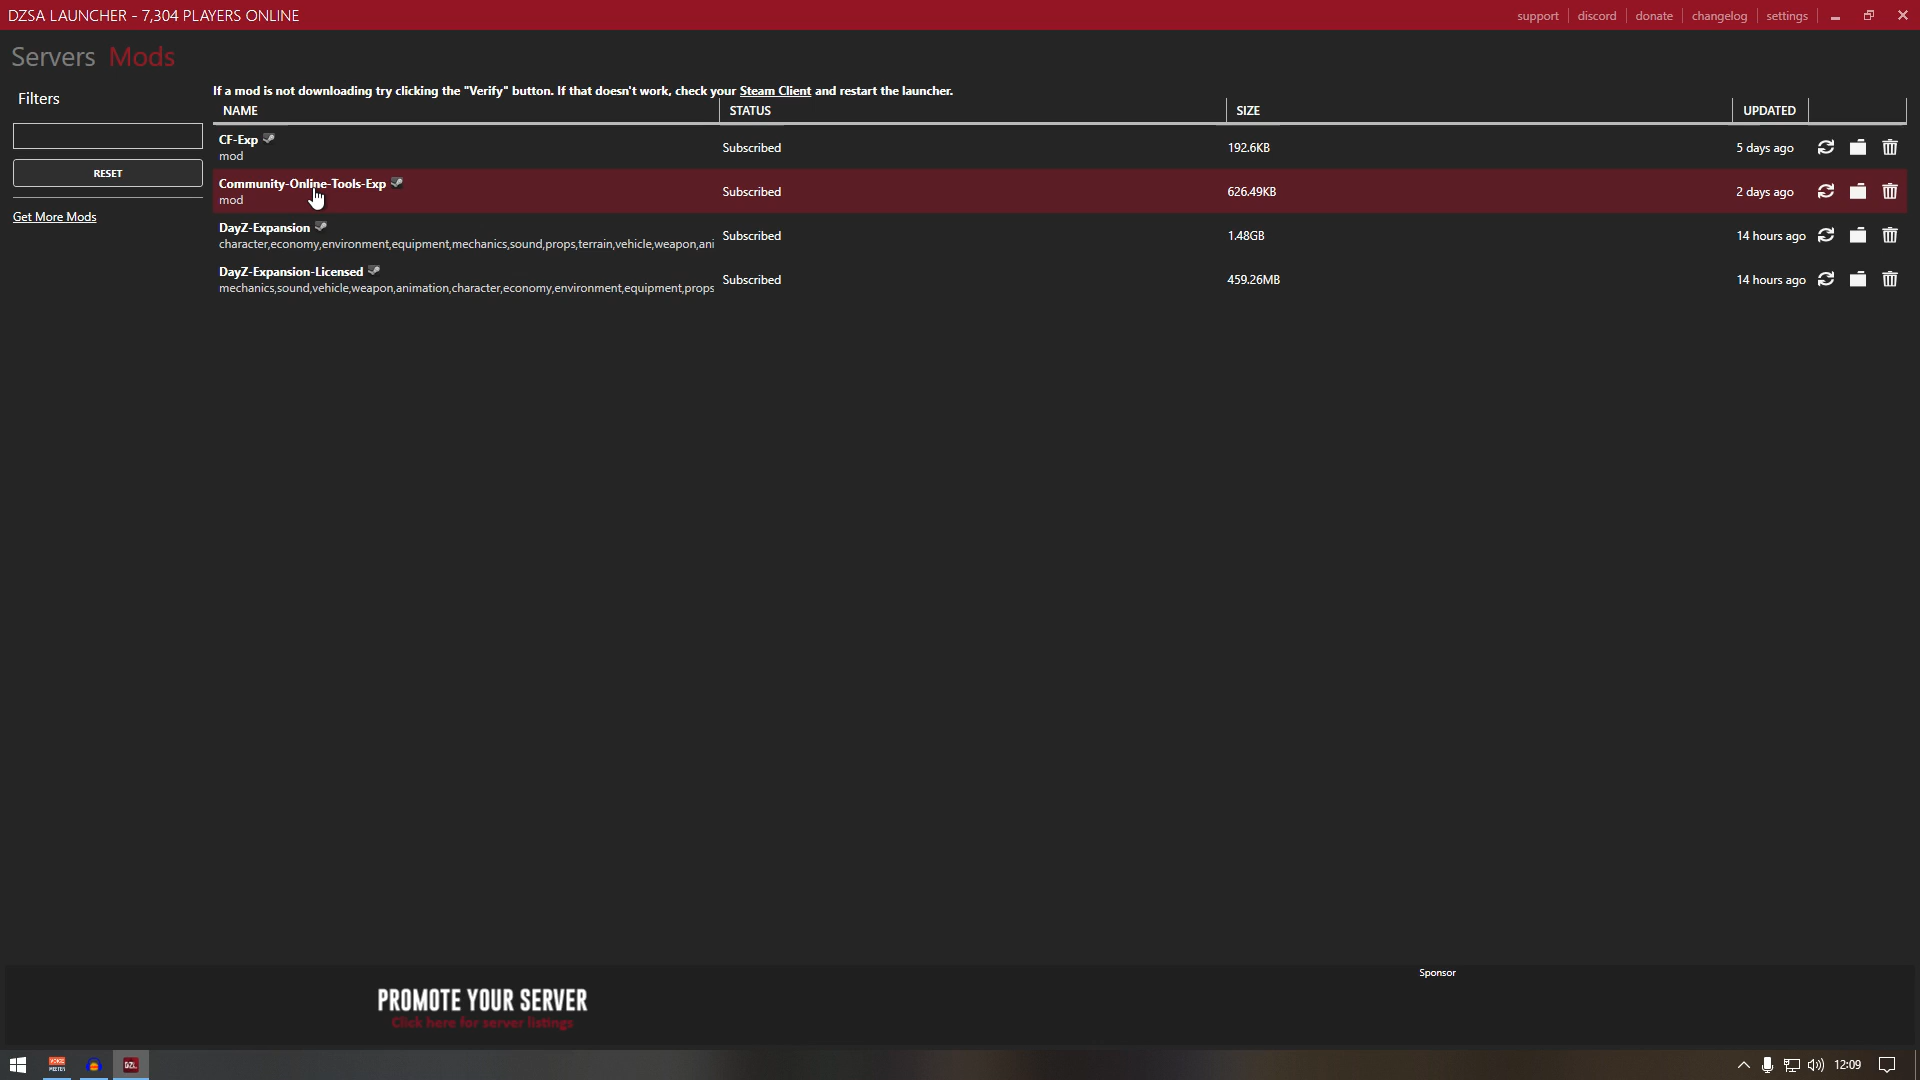 DZSA LAUNCHER - 7,304 PLAYERS ONLINE
support
discord
donate
changelog
settings
Servers Mods
Filters
RESET
Get More Mods
If a mod is not downloading try clicking the "Verify" button. If that doesn't work, check your Steam Client and restart the launcher.
NAME STATUS SIZE UPDATED
CF-Exp
mod
Subscribed 192.6KB 5 days ago
Community-Online-Tools-Exp
mod
Subscribed 626.49KB 2 days ago
DayZ-Expansion
character,economy,environment,equipment,mechanics,sound,props,terrain,vehicle,weapon,ani
Subscribed 1.48GB 14 hours ago
DayZ-Expansion-Licensed
mechanics,sound,vehicle,weapon,animation,character,economy,environment,equipment,props
Subscribed 459.26MB 14 hours ago
Sponsor
PROMOTE YOUR SERVER
Click here for server listings
DZL
12:09